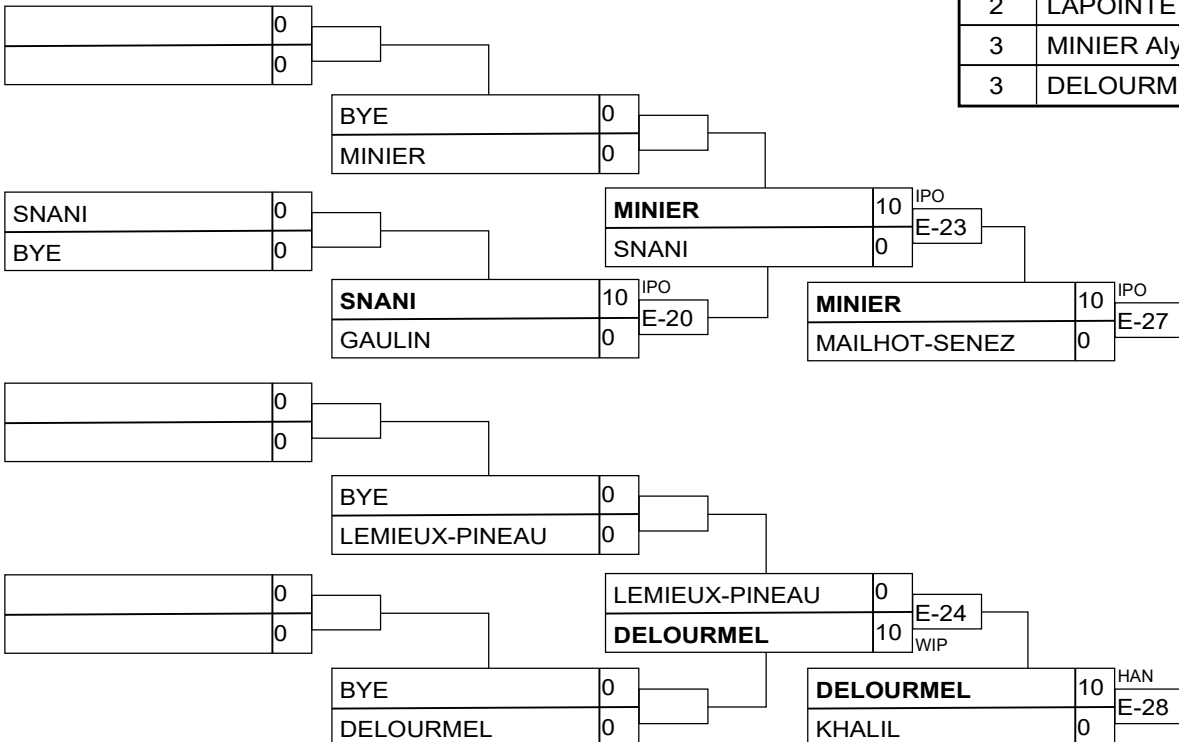 2 LAPOINTE
3 MINIER Aly
3 DELOURM
0
0
BYE 0
MINIER 0
SNANI 0
BYE 0
MINIER 10 IPO
E-23
SNANI 0
SNANI 10 IPO
E-20
GAULIN 0
MINIER 10 IPO
E-27
MAILHOT-SENEZ 0
0
0
BYE 0
LEMIEUX-PINEAU 0
0
0
LEMIEUX-PINEAU 0
E-24
DELOURMEL 10 WIP
BYE 0
DELOURMEL 0
DELOURMEL 10 HAN
E-28
KHALIL 0